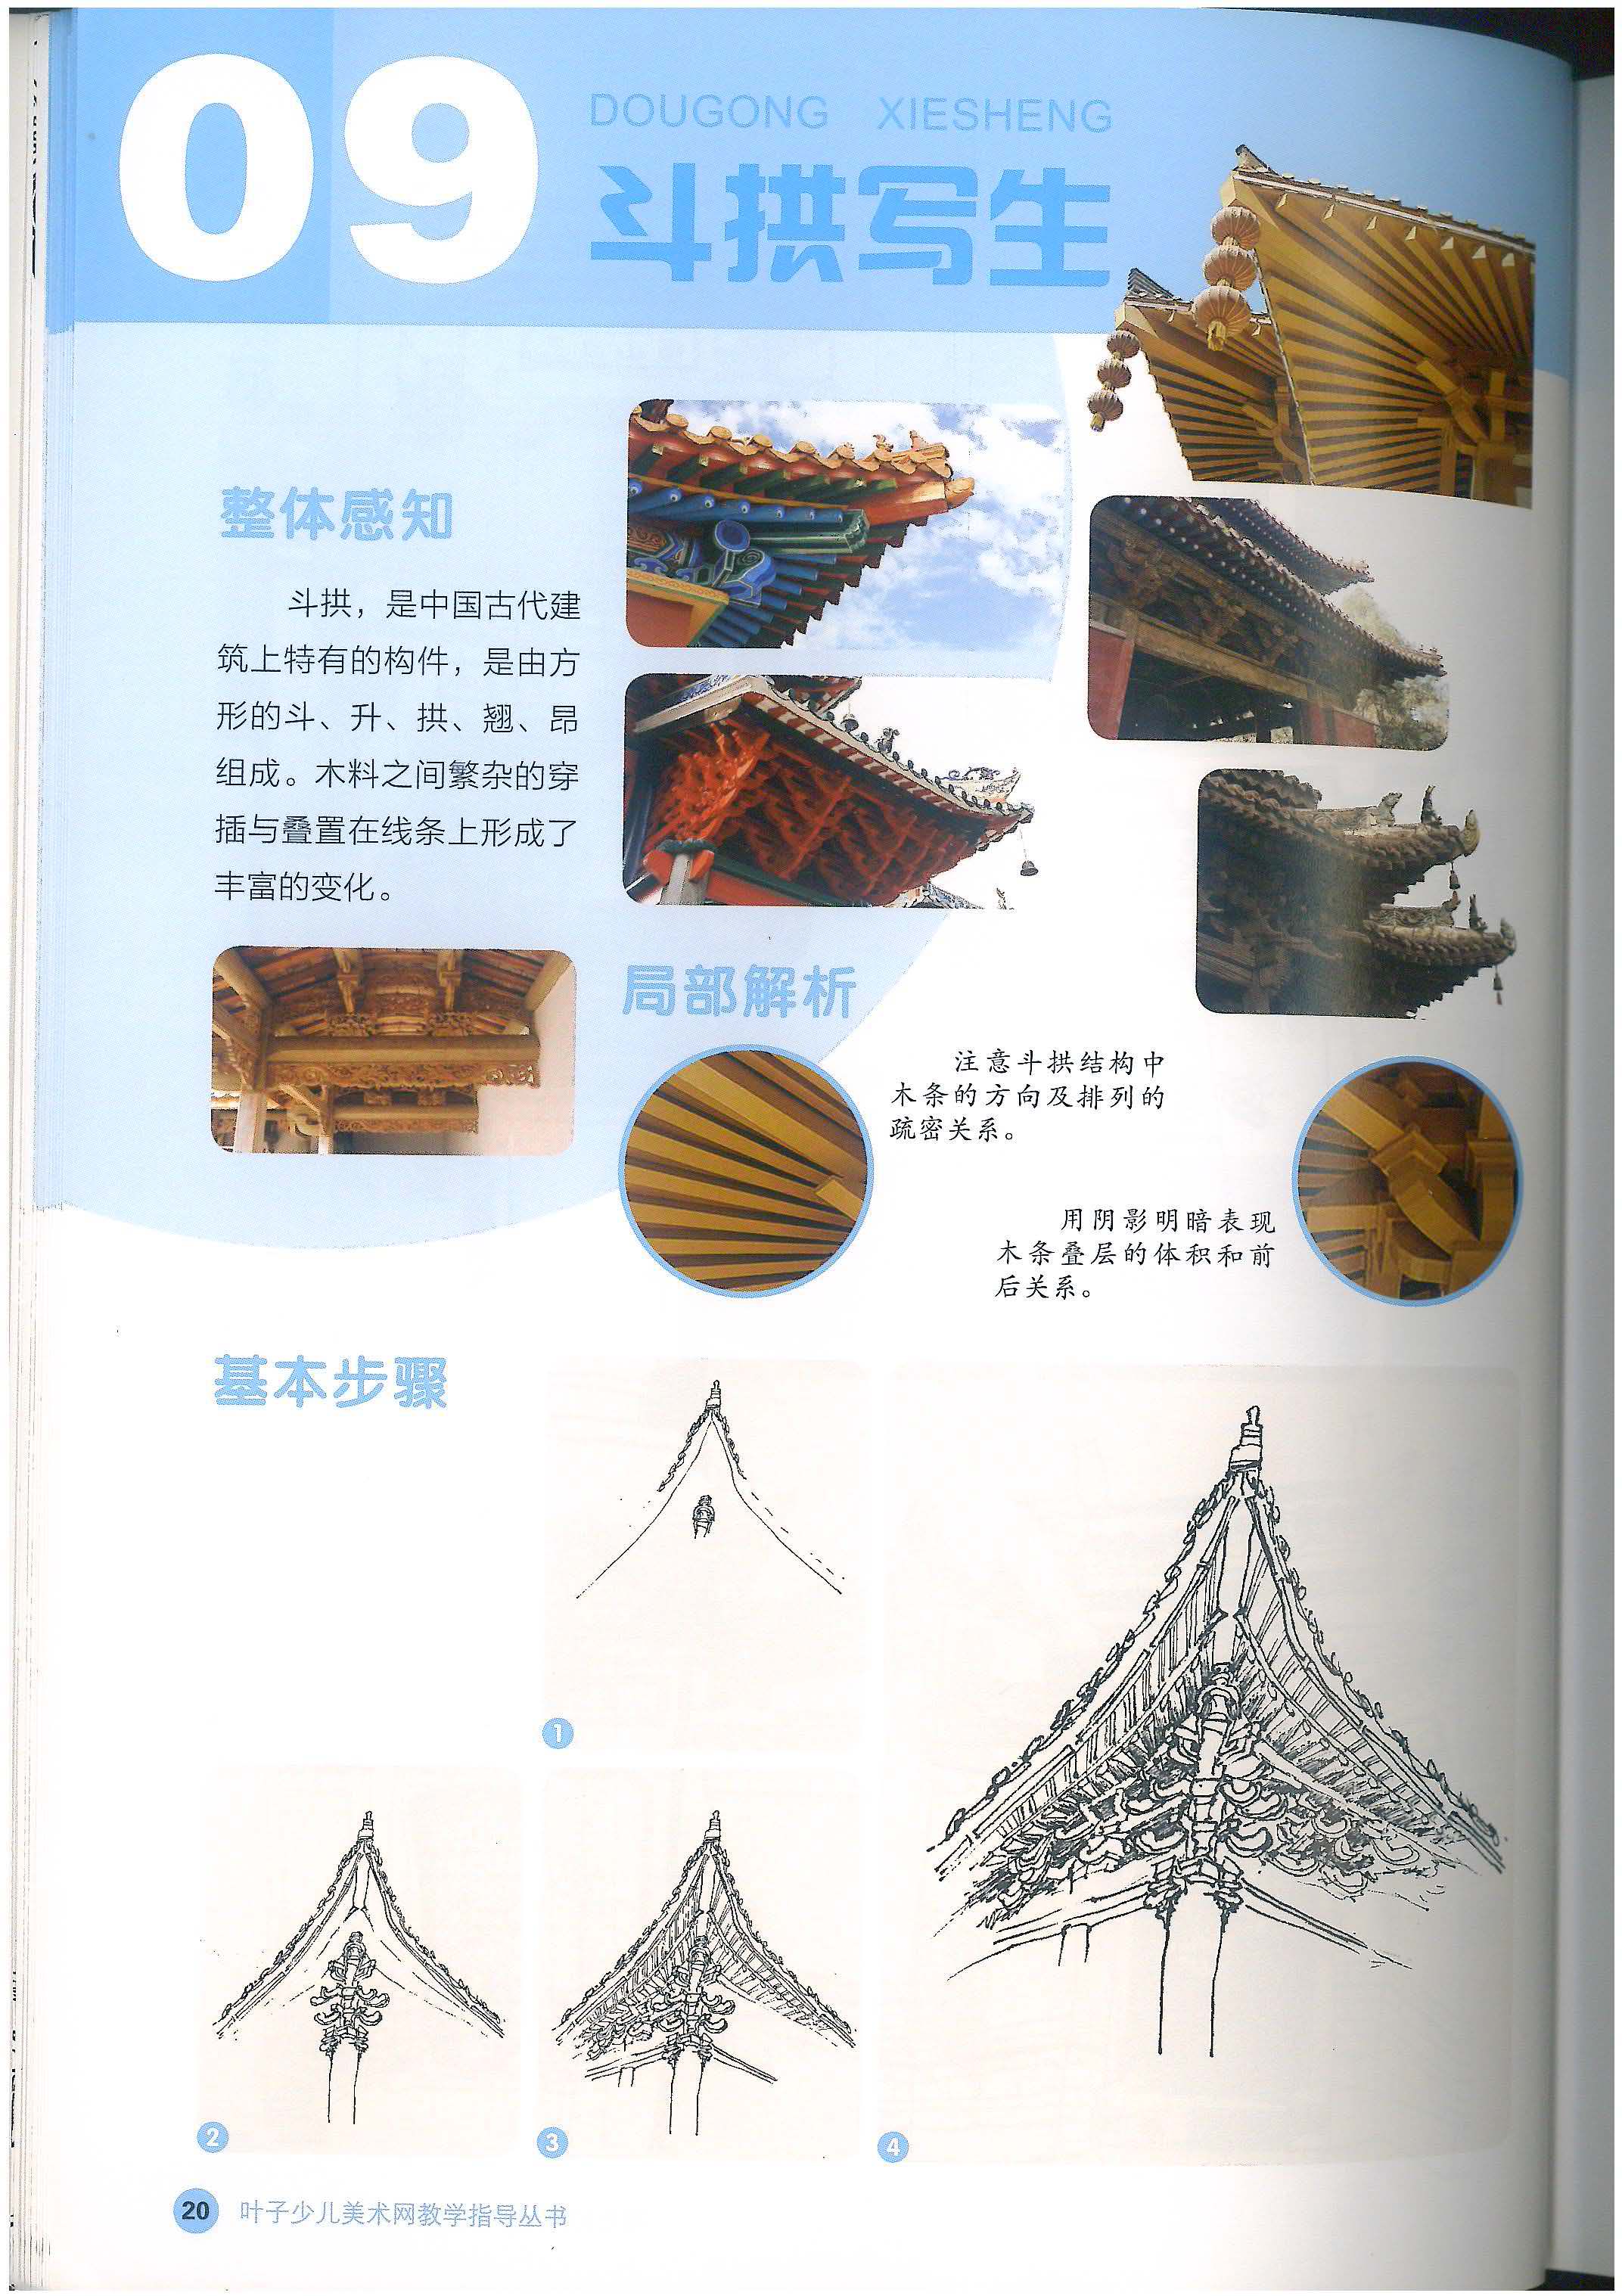 09
DOUGONG XIESHENG
斗拱写生
整体感知
斗拱，是中国古代建
筑上特有的构件，是由方
形的斗、升、拱、翘、昂
组成。木料之间繁杂的穿
插与叠置在线条上形成了
丰富的变化。
局部解析
注意斗拱结构中
木条的方向及排列的
疏密关系。
用阴影明暗表现
木条叠层的体积和前
后关系。
基本步骤
1
2
3
4
20 叶子少儿美术网教学指导丛书